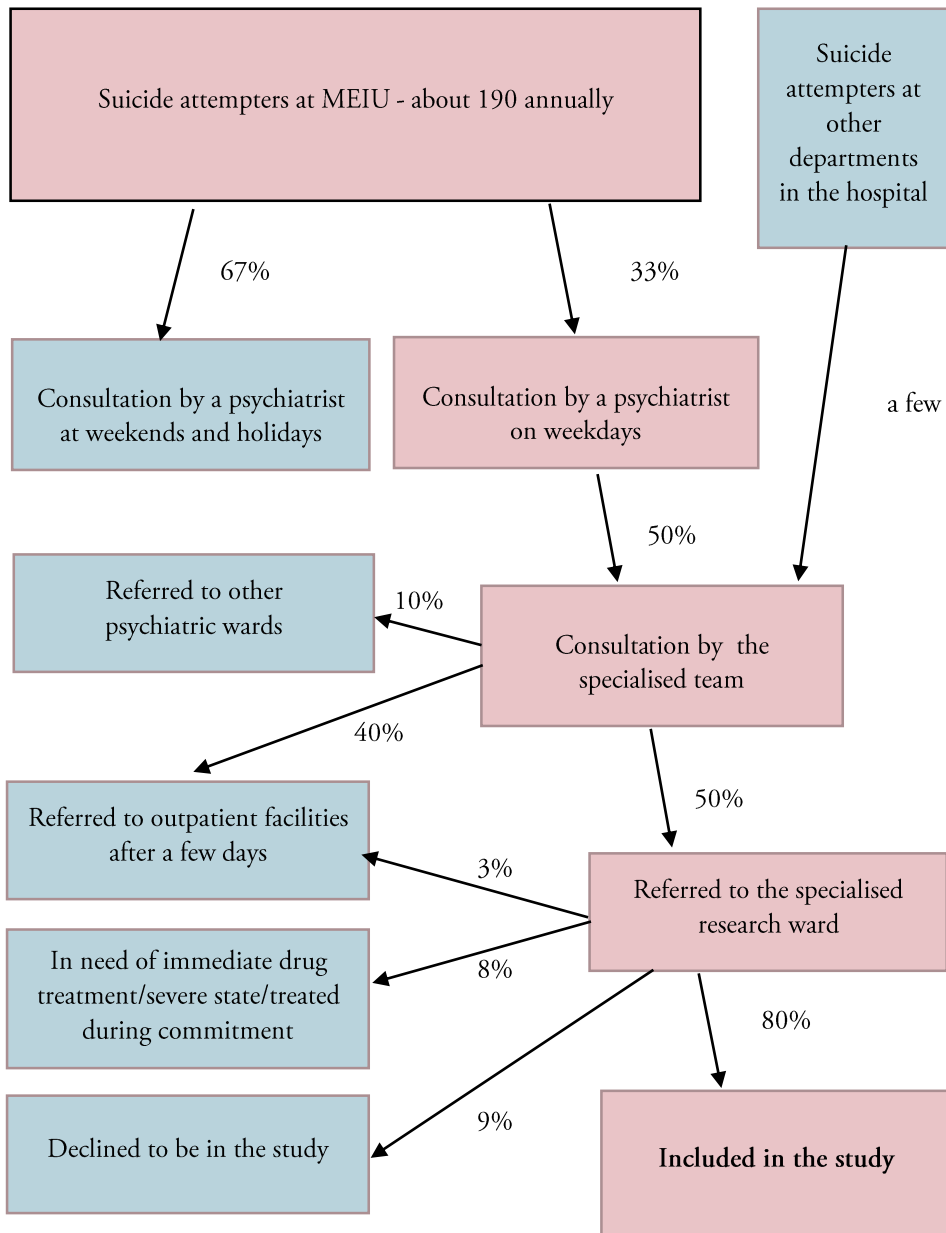 Suicide attempters at MEIU - about 190 annually
Suicide
attempters at
other
departments
in the hospital
67%
33%
Consultation by a psychiatrist
at weekends and holidays
Consultation by a psychiatrist
on weekdays
a few
50%
Referred to other
psychiatric wards
10%
Consultation by the
specialised team
40%
50%
Referred to outpatient facilities
after a few days
3%
Referred to the specialised
research ward
In need of immediate drug
treatment/severe state/treated
during commitment
8%
80%
Declined to be in the study
9%
Included in the study